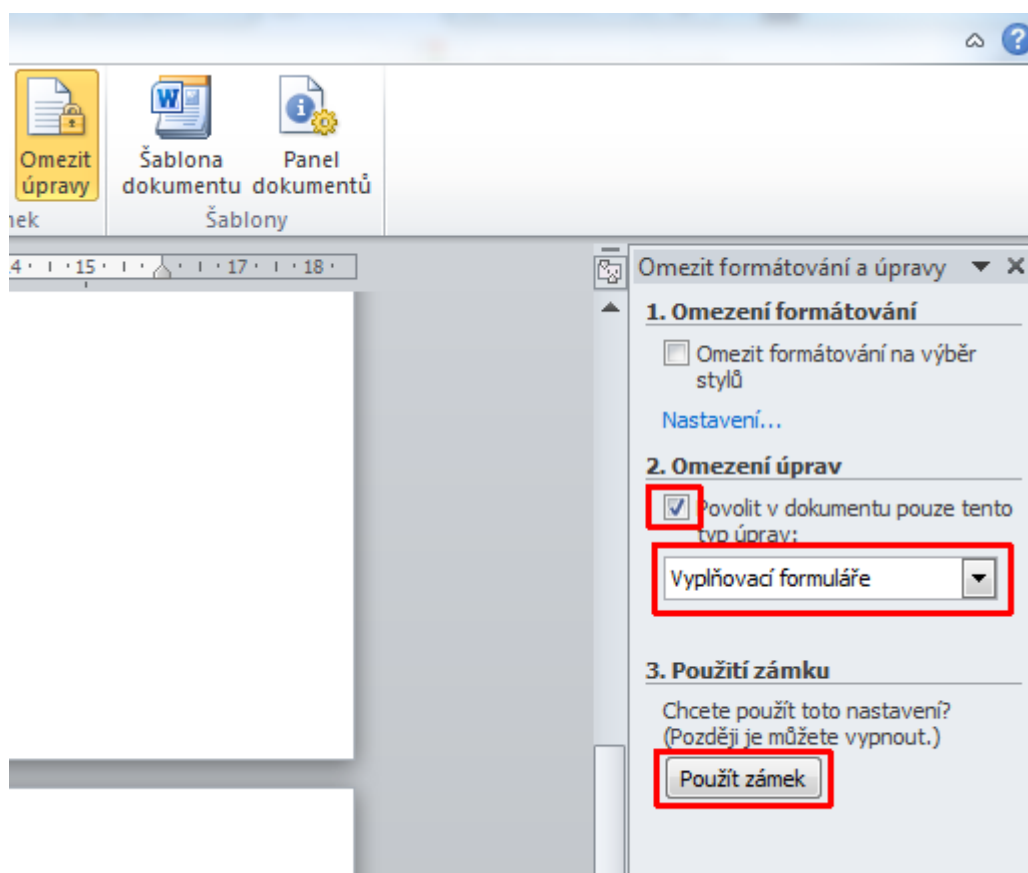 Omezit
úpravy
Šablona
dokumentu
Panel
dokumentů
Šablony
15 17 18
Omezit formátování a úpravy
1. Omezení formátování
Omezit formátování na výběr
stylů
Nastavení...
2. Omezení úprav
Povolit v dokumentu pouze tento
typ úprav:
Vyplňovací formuláře
3. Použití zámku
Chcete použít toto nastavení?
(Později je můžete vypnout.)
Použít zámek